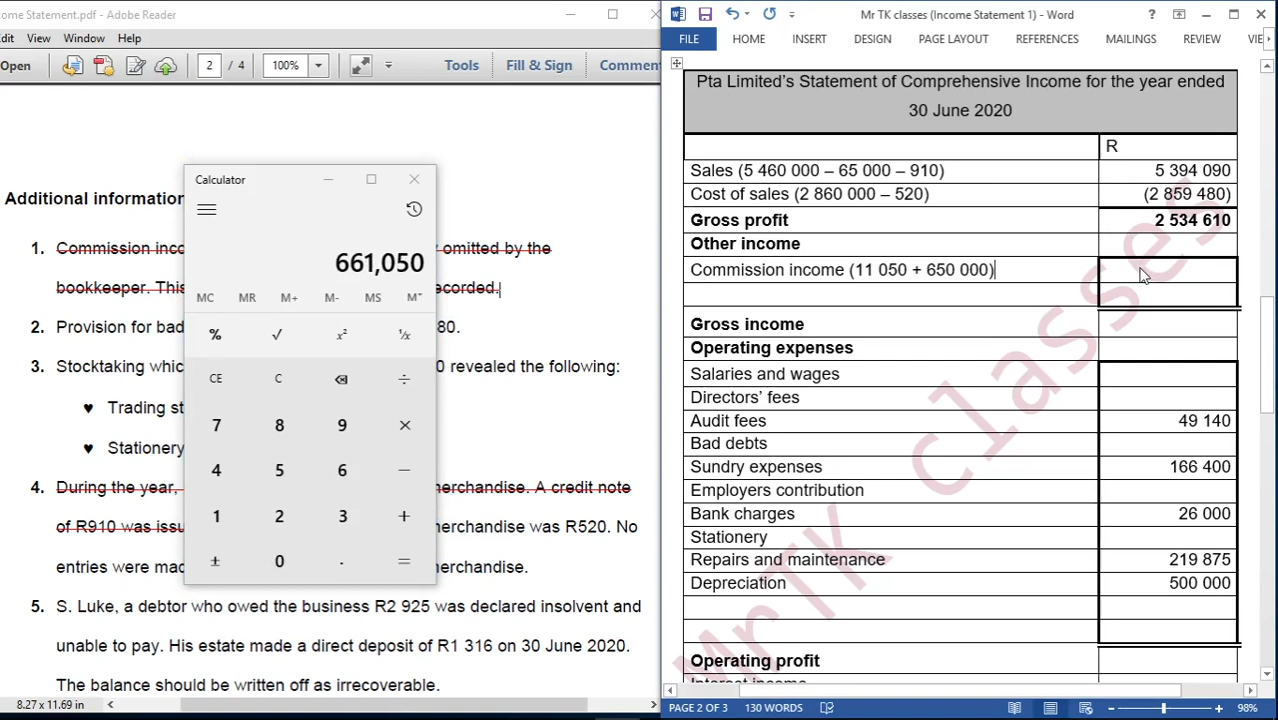 ome Statement.pdf - Adobe Reader
dit View Window Help
Open 2 / 4 100% Tools Fill & Sign Commen
Additional information
1. Commission inco omitted by the
bookkeeper. This ecorded.
2. Provision for bad 80.
3. Stocktaking which 0 revealed the following:
♥ Trading st
♥ Stationery
4. During the year, nerchandise. A credit note
of R910 was issu nerchandise was R520. No
entries were mad nerchandise.
5. S. Luke, a debtor who owed the business R2 925 was declared insolvent and
unable to pay. His estate made a direct deposit of R1 316 on 30 June 2020.
The balance should be written off as irrecoverable.
8.27 x 11.69 in
Calculator
661,050
MC MR M+ M- MS M˅
% √ x² ¹/x
CE C ⌫ ÷
7 8 9 ×
4 5 6 −
1 2 3 +
± 0 . =
Mr TK classes (Income Statement 1) - Word
FILE HOME INSERT DESIGN PAGE LAYOUT REFERENCES MAILINGS REVIEW VIE
Pta Limited's Statement of Comprehensive Income for the year ended
30 June 2020
R
Sales (5 460 000 – 65 000 – 910) 5 394 090
Cost of sales (2 860 000 – 520) (2 859 480)
Gross profit 2 534 610
Other income
Commission income (11 050 + 650 000)
Gross income
Operating expenses
Salaries and wages
Directors' fees
Audit fees 49 140
Bad debts
Sundry expenses 166 400
Employers contribution
Bank charges 26 000
Stationery
Repairs and maintenance 219 875
Depreciation 500 000
Operating profit
Interest income
MrTK classes
PAGE 2 OF 3 130 WORDS 98%